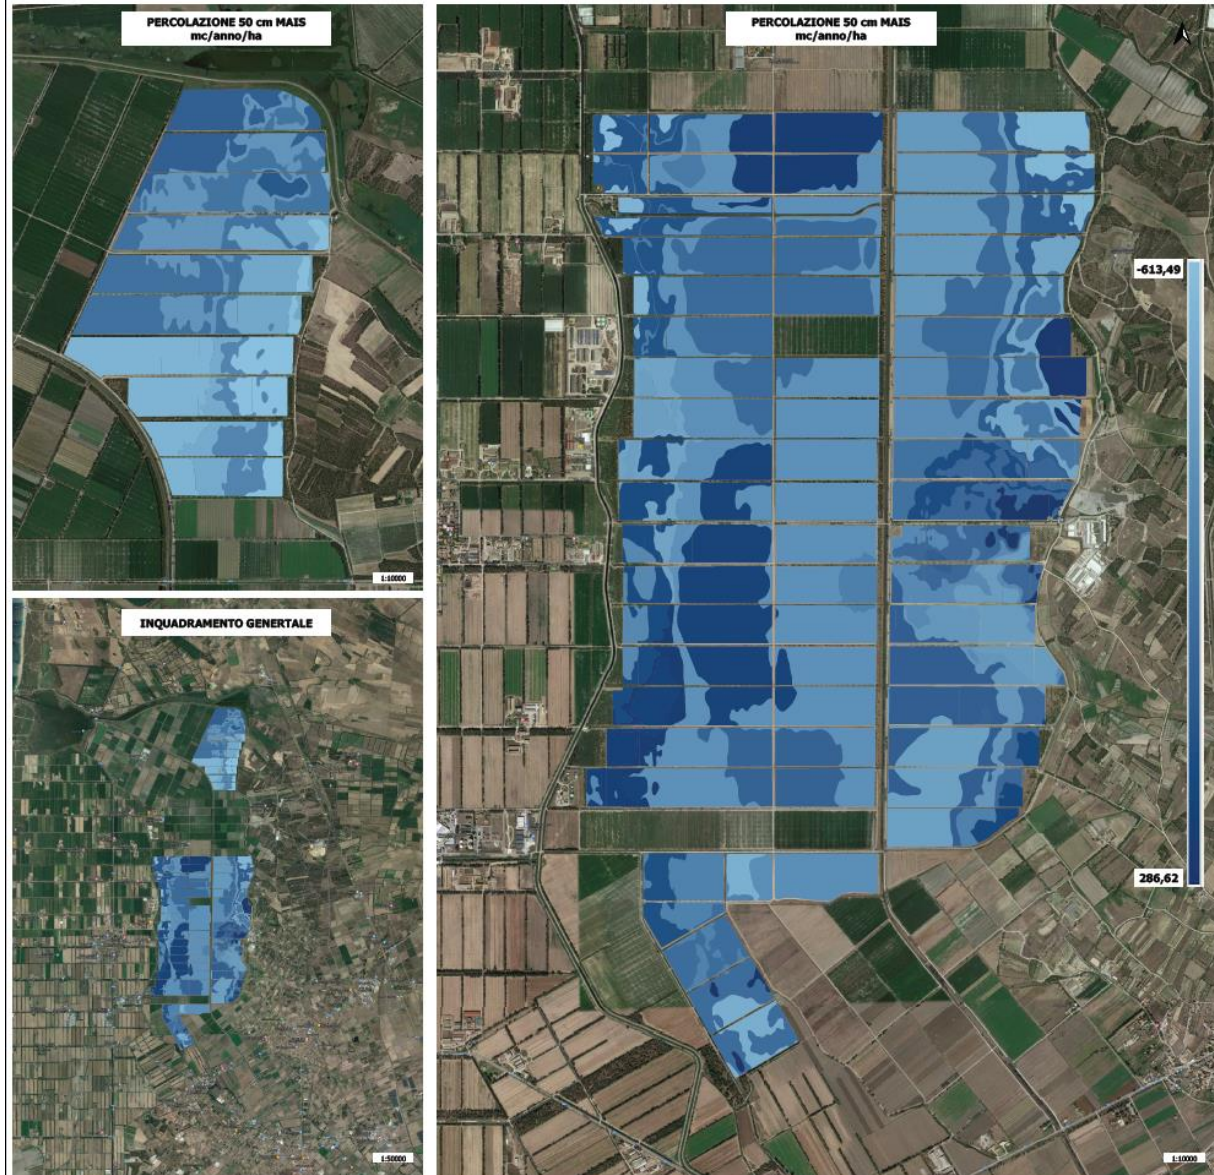 PERCOLAZIONE 50 cm MAIS
mc/anno/ha
1:10000
INQUADRAMENTO GENERTALE
1:50000
PERCOLAZIONE 50 cm MAIS
mc/anno/ha
-613,49
286,62
1:10000